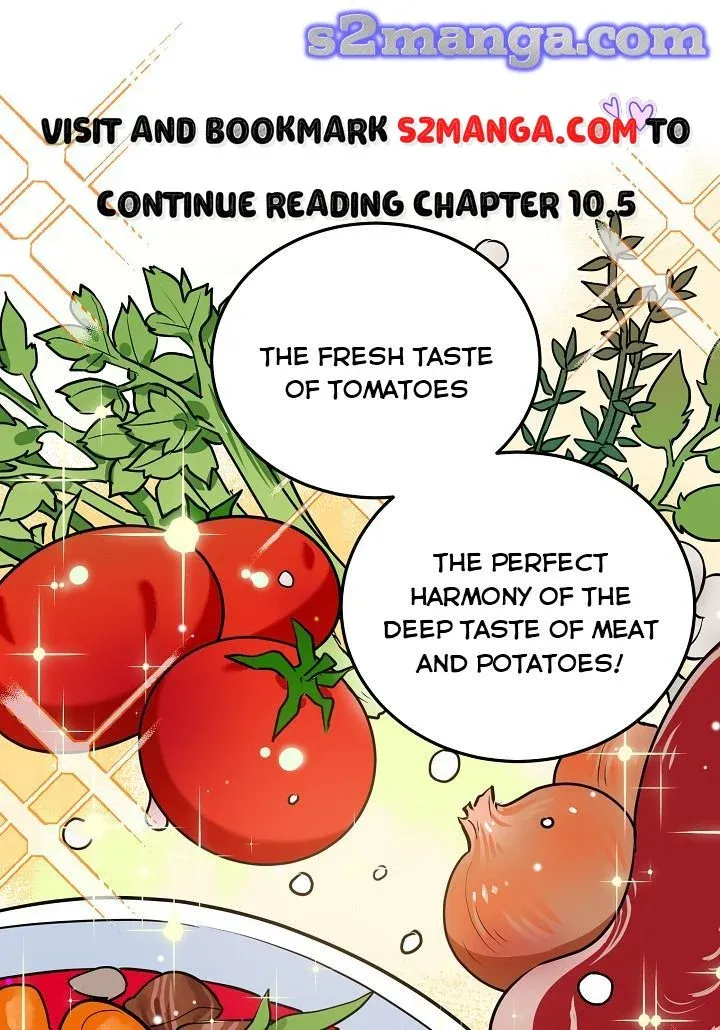 s2manga.com
VISIT AND BOOKMARK S2MANGA.COM TO
CONTINUE READING CHAPTER 10.5
THE FRESH TASTE
OF TOMATOES
THE PERFECT
HARMONY OF THE
DEEP TASTE OF MEAT
AND POTATOES!